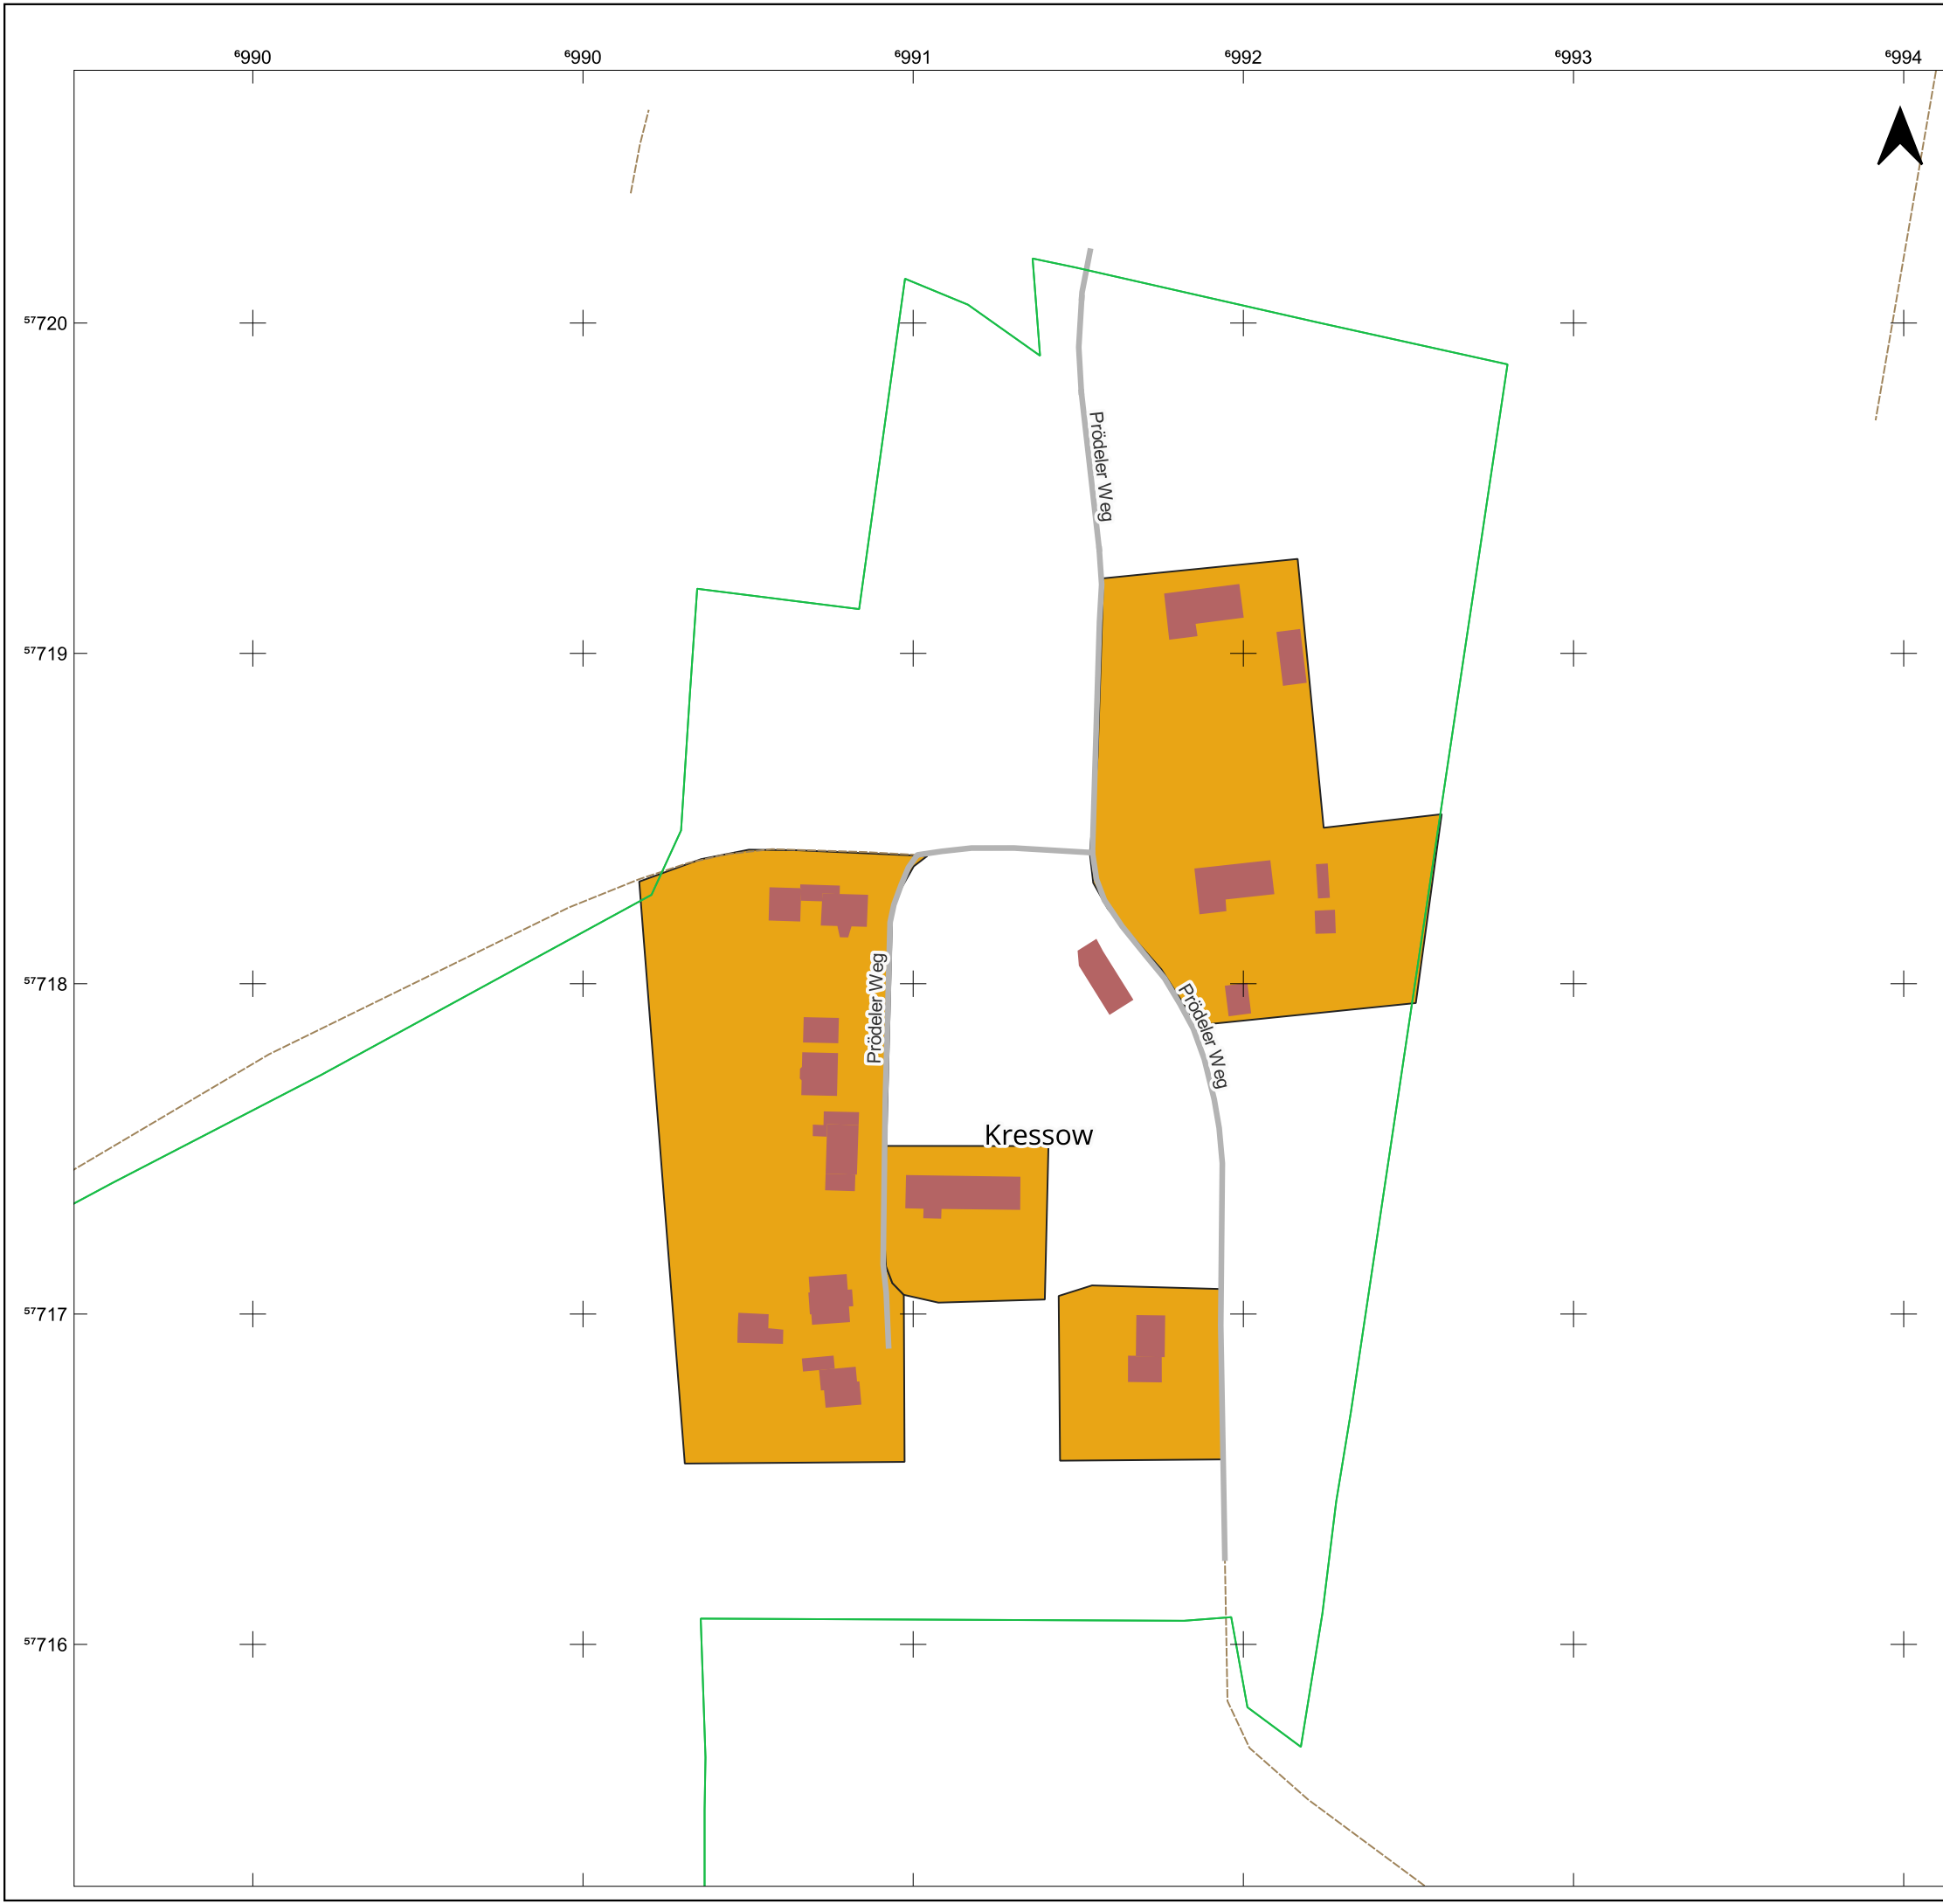 ⁶990 ⁶990 ⁶991 ⁶992 ⁶993 ⁶994
⁵⁷720
Prödeler Weg
⁵⁷719
⁵⁷718
Prödeler Weg
Prödeler Weg
Kressow
⁵⁷717
⁵⁷716